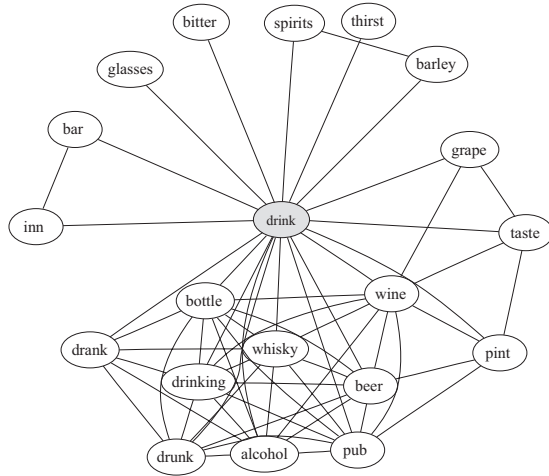 bitter
spirits
thirst
glasses
barley
bar
grape
drink
inn
taste
bottle
wine
drank
whisky
pint
drinking
beer
drunk
alcohol
pub